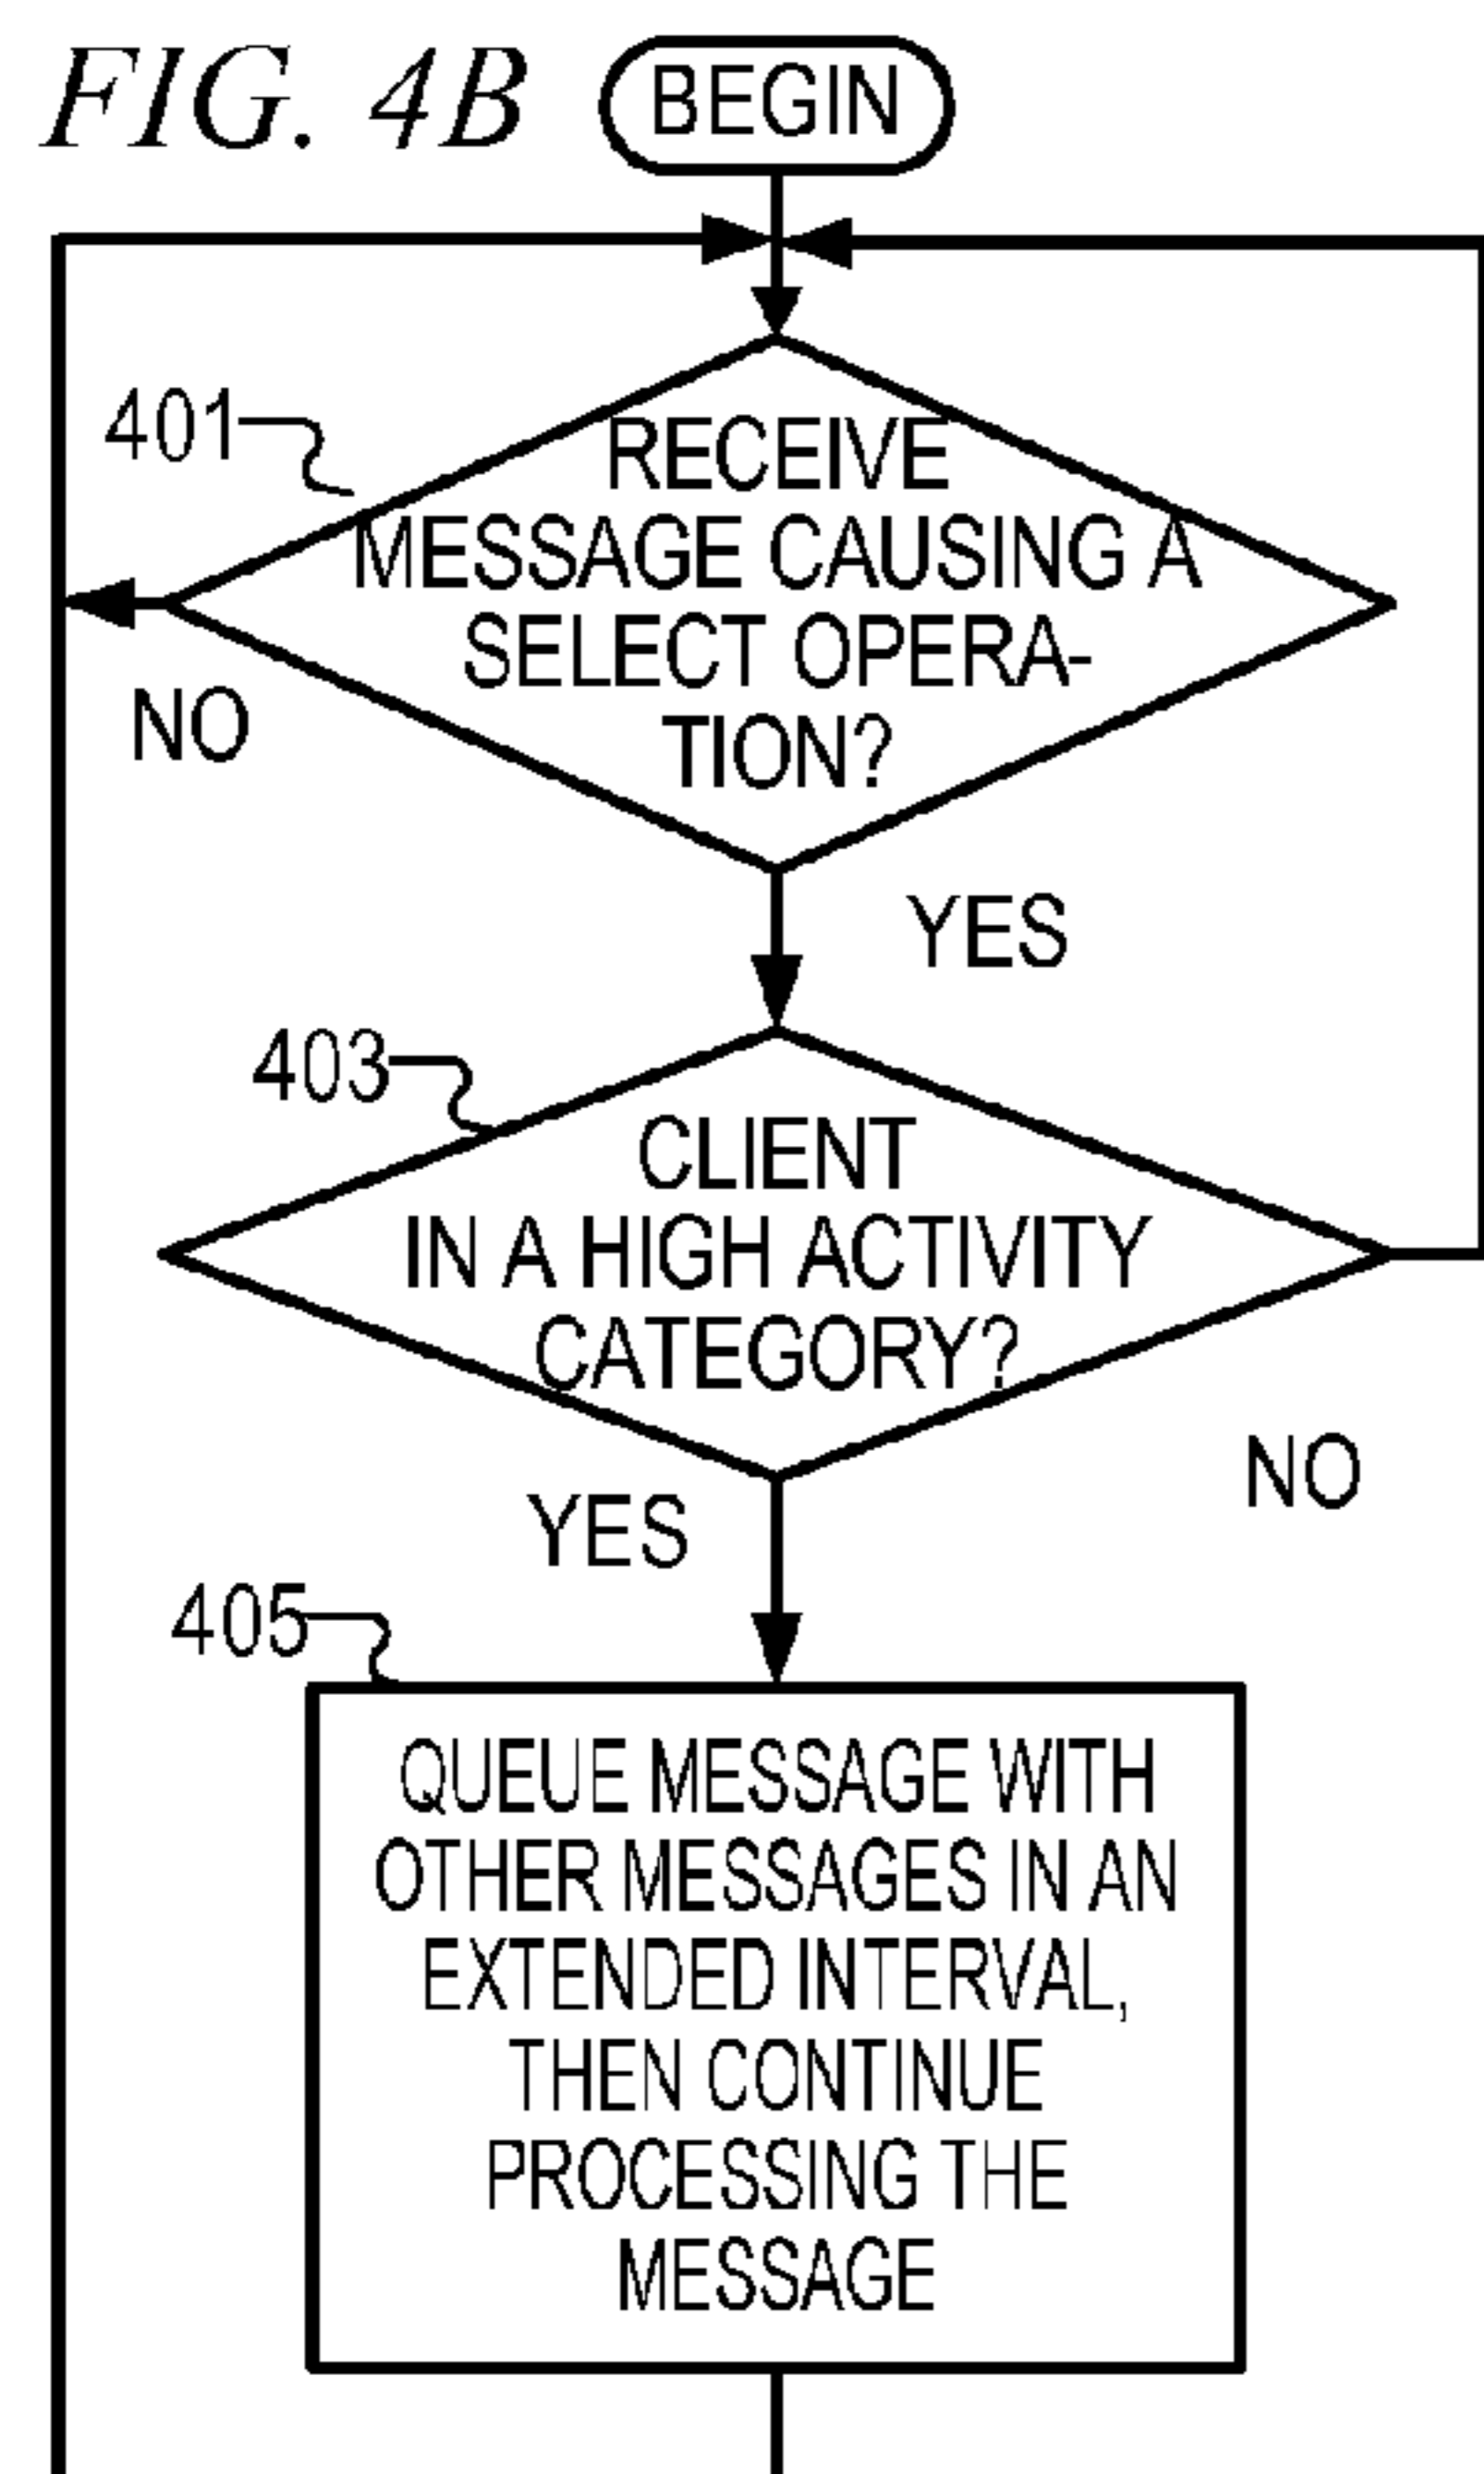 FIG. 4B
BEGIN
401
RECEIVE
MESSAGE CAUSING A
SELECT OPERA-
TION?
NO
YES
403
CLIENT
IN A HIGH ACTIVITY
CATEGORY?
NO
YES
405
QUEUE MESSAGE WITH
OTHER MESSAGES IN AN
EXTENDED INTERVAL,
THEN CONTINUE
PROCESSING THE
MESSAGE